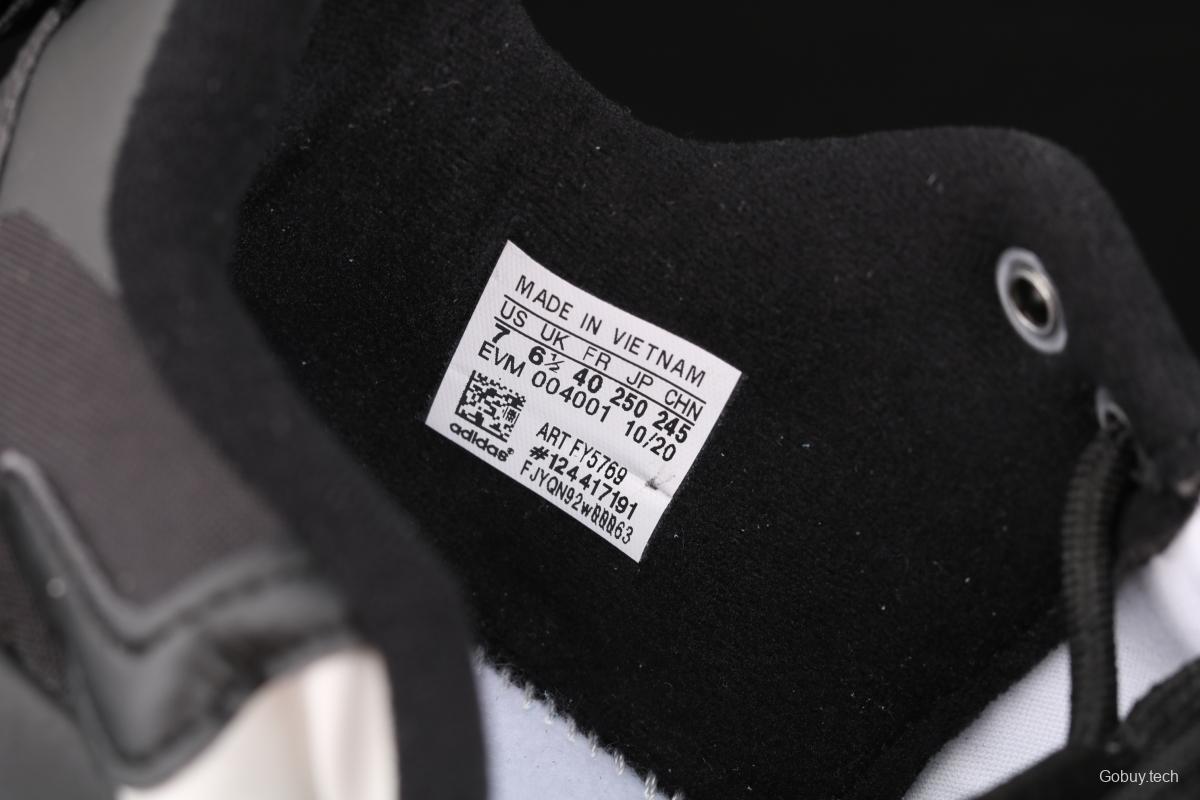 MADE IN VIETNAM
US UK FR JP CHN
7 6½ 40 250 245
EVM 004001 10/20
ART FY5769
#124417191
adidas®
Gobuy.tech